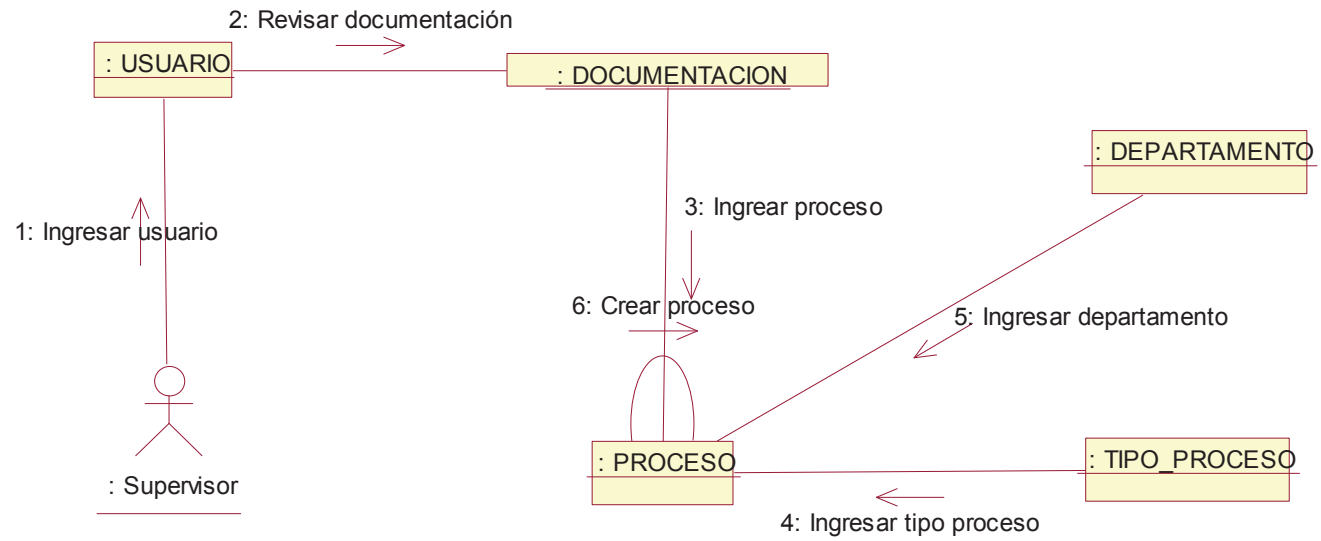 2: Revisar documentación
: USUARIO
: DOCUMENTACION
: DEPARTAMENTO
3: Ingrear proceso
1: Ingresar usuario
6: Crear proceso
5: Ingresar departamento
: PROCESO
: TIPO_PROCESO
: Supervisor
4: Ingresar tipo proceso